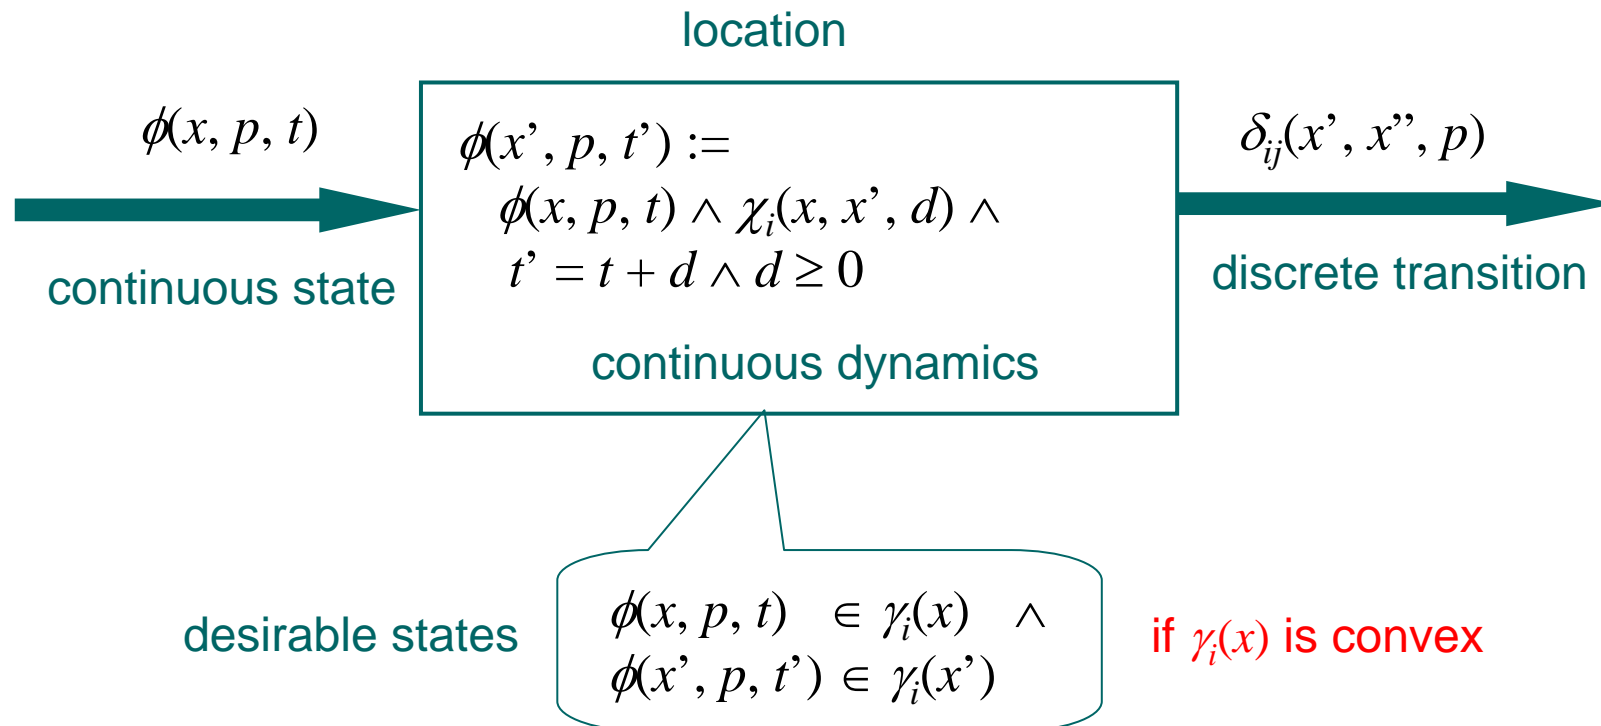 location
ϕ(x, p, t)
continuous state
ϕ(x’, p, t’) :=
ϕ(x, p, t) ∧ χi(x, x’, d) ∧
t’ = t + d ∧ d ≥ 0
continuous dynamics
δij(x’, x”, p)
discrete transition
desirable states
ϕ(x, p, t) ∈ γi(x) ∧
ϕ(x’, p, t’) ∈ γi(x’)
if γi(x) is convex